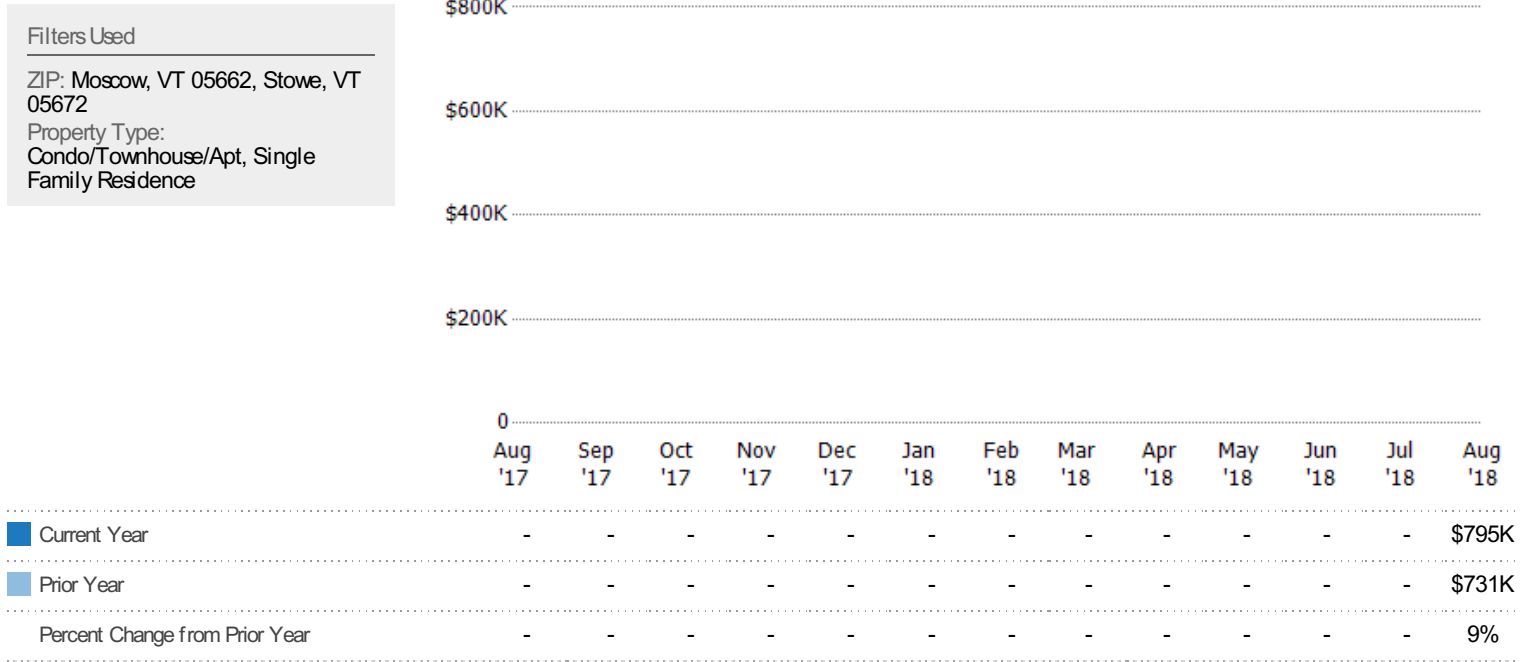 Filters Used
ZIP: Moscow, VT 05662, Stowe, VT
05672
Property Type:
Condo/Townhouse/Apt, Single
Family Residence
$800K
$600K
$400K
$200K
0
Aug Sep Oct Nov Dec Jan Feb Mar Apr May Jun Jul Aug
'17 '17 '17 '17 '17 '18 '18 '18 '18 '18 '18 '18 '18
Current Year - - - - - - - - - - - - $795K
Prior Year - - - - - - - - - - - - $731K
Percent Change from Prior Year - - - - - - - - - - - - 9%